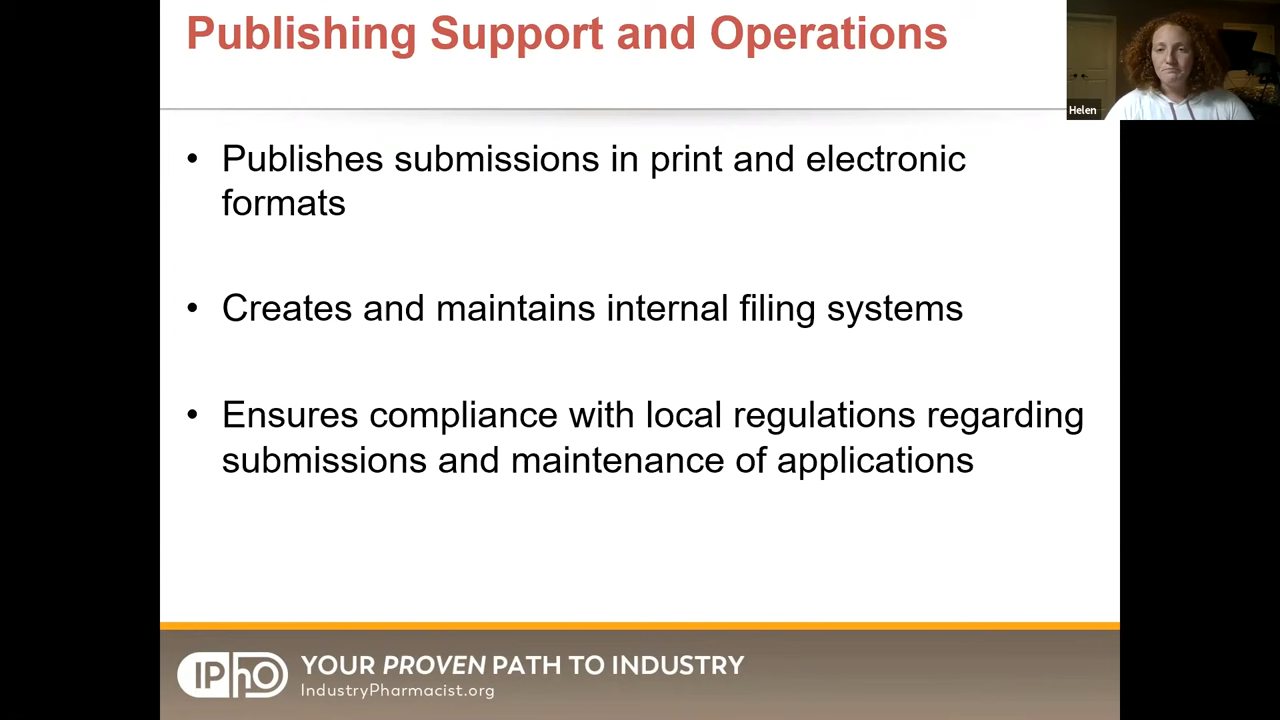 Publishing Support and Operations
Helen
• Publishes submissions in print and electronic
formats
• Creates and maintains internal filing systems
• Ensures compliance with local regulations regarding
submissions and maintenance of applications
IPhO
YOUR PROVEN PATH TO INDUSTRY
IndustryPharmacist.org